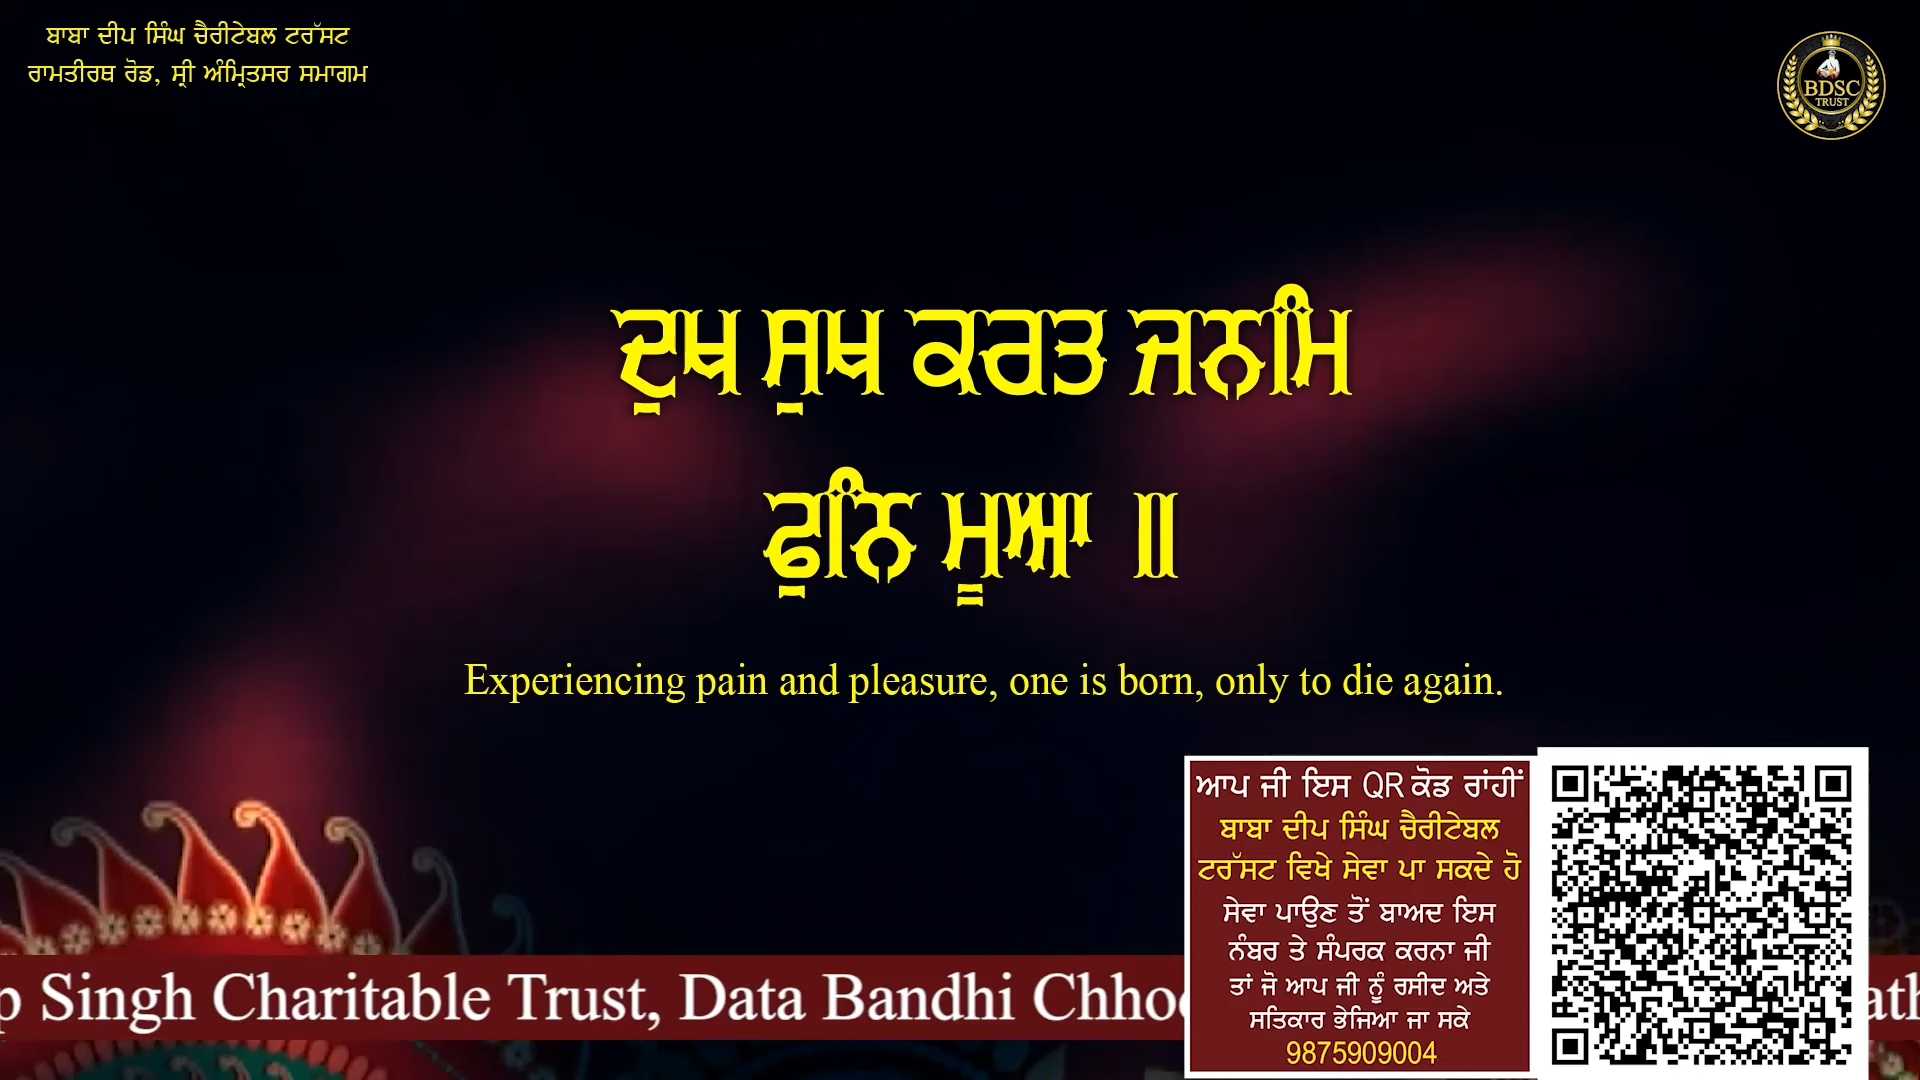 ਬਾਬਾ ਦੀਪ ਸਿੰਘ ਚੈਰੀਟੇਬਲ ਟਰੱਸਟ
ਰਾਮਤੀਰਥ ਰੋਡ, ਸ੍ਰੀ ਅੰਮ੍ਰਿਤਸਰ ਸਮਾਗਮ
BDSC
TRUST
ਦੁਖ ਸੁਖ ਕਰਤ ਜਨਮਿ
ਫੁਨਿ ਮੂਆ ॥
Experiencing pain and pleasure, one is born, only to die again.
ਆਪ ਜੀ ਇਸ QR ਕੋਡ ਰਾਂਹੀਂ
ਬਾਬਾ ਦੀਪ ਸਿੰਘ ਚੈਰੀਟੇਬਲ
ਟਰੱਸਟ ਵਿਖੇ ਸੇਵਾ ਪਾ ਸਕਦੇ ਹੋ
ਸੇਵਾ ਪਾਉਣ ਤੋਂ ਬਾਅਦ ਇਸ
ਨੰਬਰ ਤੇ ਸੰਪਰਕ ਕਰਨਾ ਜੀ
ਤਾਂ ਜੋ ਆਪ ਜੀ ਨੂੰ ਰਸੀਦ ਅਤੇ
ਸਤਿਕਾਰ ਭੇਜਿਆ ਜਾ ਸਕੇ
9875909004
Singh Charitable Trust, Data Bandhi